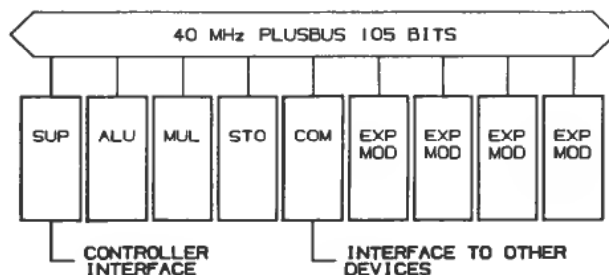 40 MHz PLUSBUS 105 BITS
SUP
ALU
MUL
STO
COM
EXP
MOD
EXP
MOD
EXP
MOD
EXP
MOD
CONTROLLER
INTERFACE
INTERFACE TO OTHER
DEVICES